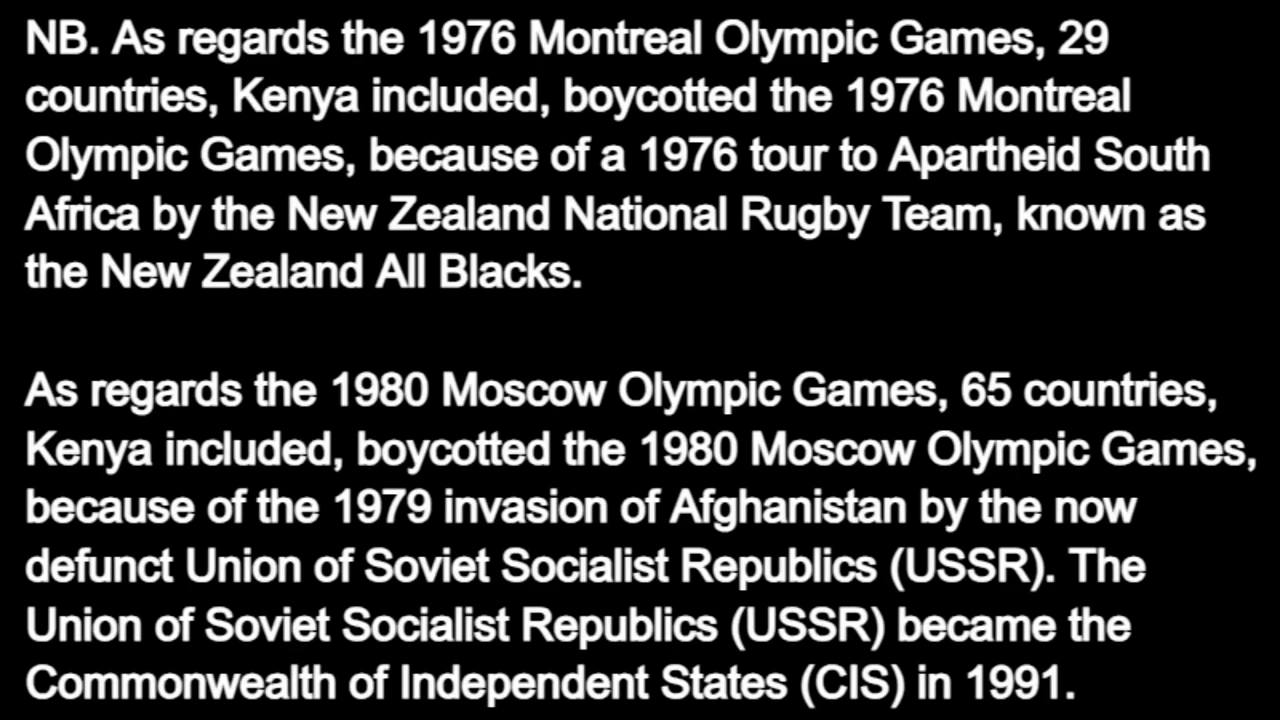 NB. As regards the 1976 Montreal Olympic Games, 29
countries, Kenya included, boycotted the 1976 Montreal
Olympic Games, because of a 1976 tour to Apartheid South
Africa by the New Zealand National Rugby Team, known as
the New Zealand All Blacks.
As regards the 1980 Moscow Olympic Games, 65 countries,
Kenya included, boycotted the 1980 Moscow Olympic Games,
because of the 1979 invasion of Afghanistan by the now
defunct Union of Soviet Socialist Republics (USSR). The
Union of Soviet Socialist Republics (USSR) became the
Commonwealth of Independent States (CIS) in 1991.